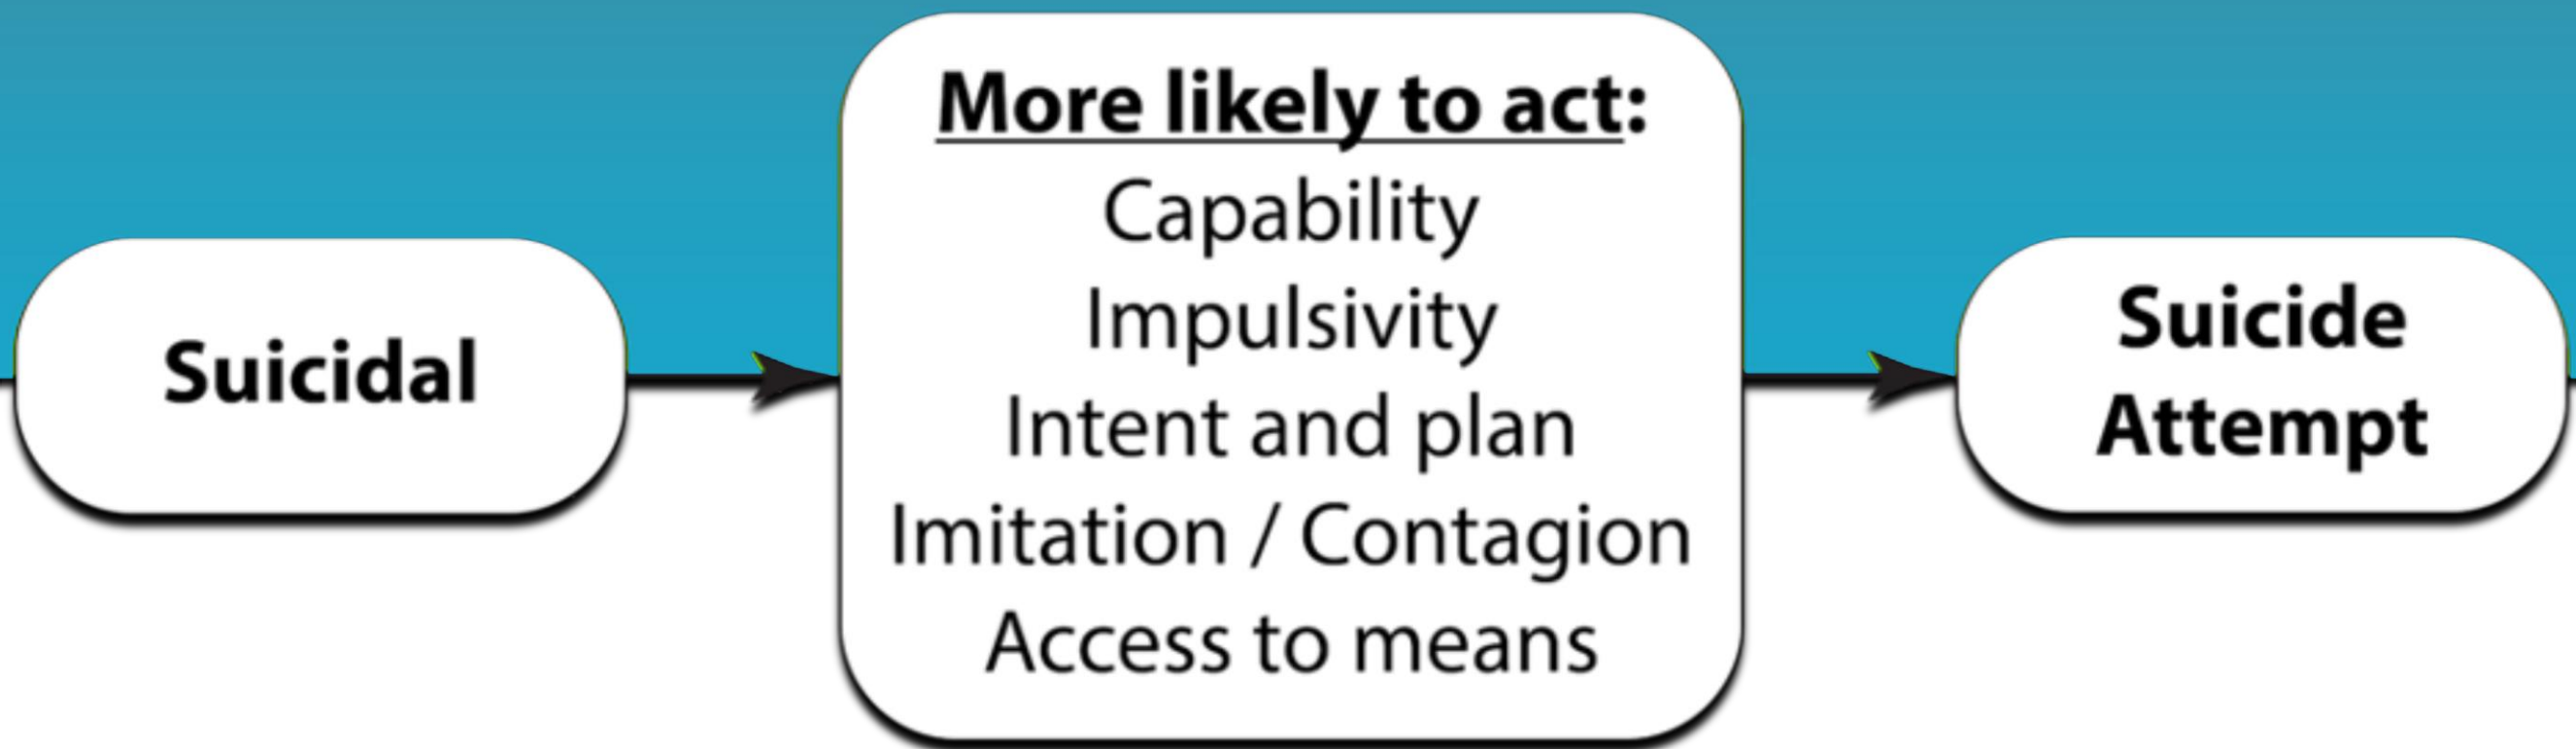 Suicidal
More likely to act:
Capability
Impulsivity
Intent and plan
Imitation / Contagion
Access to means
Suicide
Attempt